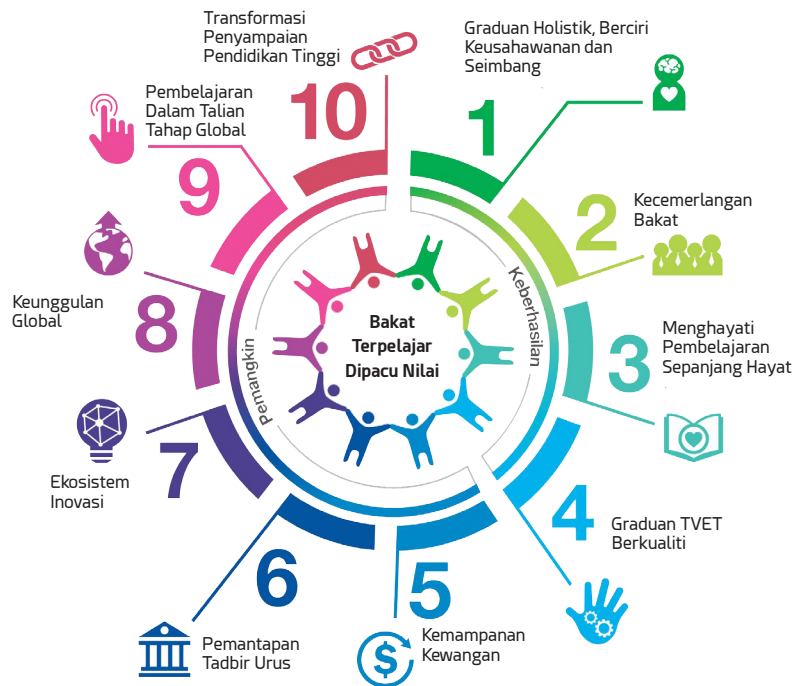 1
Graduan Holistik, Berciri
Keusahawanan dan
Seimbang
2
Kecemerlangan
Bakat
3
Menghayati
Pembelajaran
Sepanjang Hayat
4
Graduan TVET
Berkualiti
5
Kemampanan
Kewangan
6
Pemantapan
Tadbir Urus
7
Ekosistem
Inovasi
8
Keunggulan
Global
9
Pembelajaran
Dalam Talian
Tahap Global
10
Transformasi
Penyampaian
Pendidikan Tinggi
Keberhasilan
Pemangkin
Bakat
Terpelajar
Dipacu Nilai
$